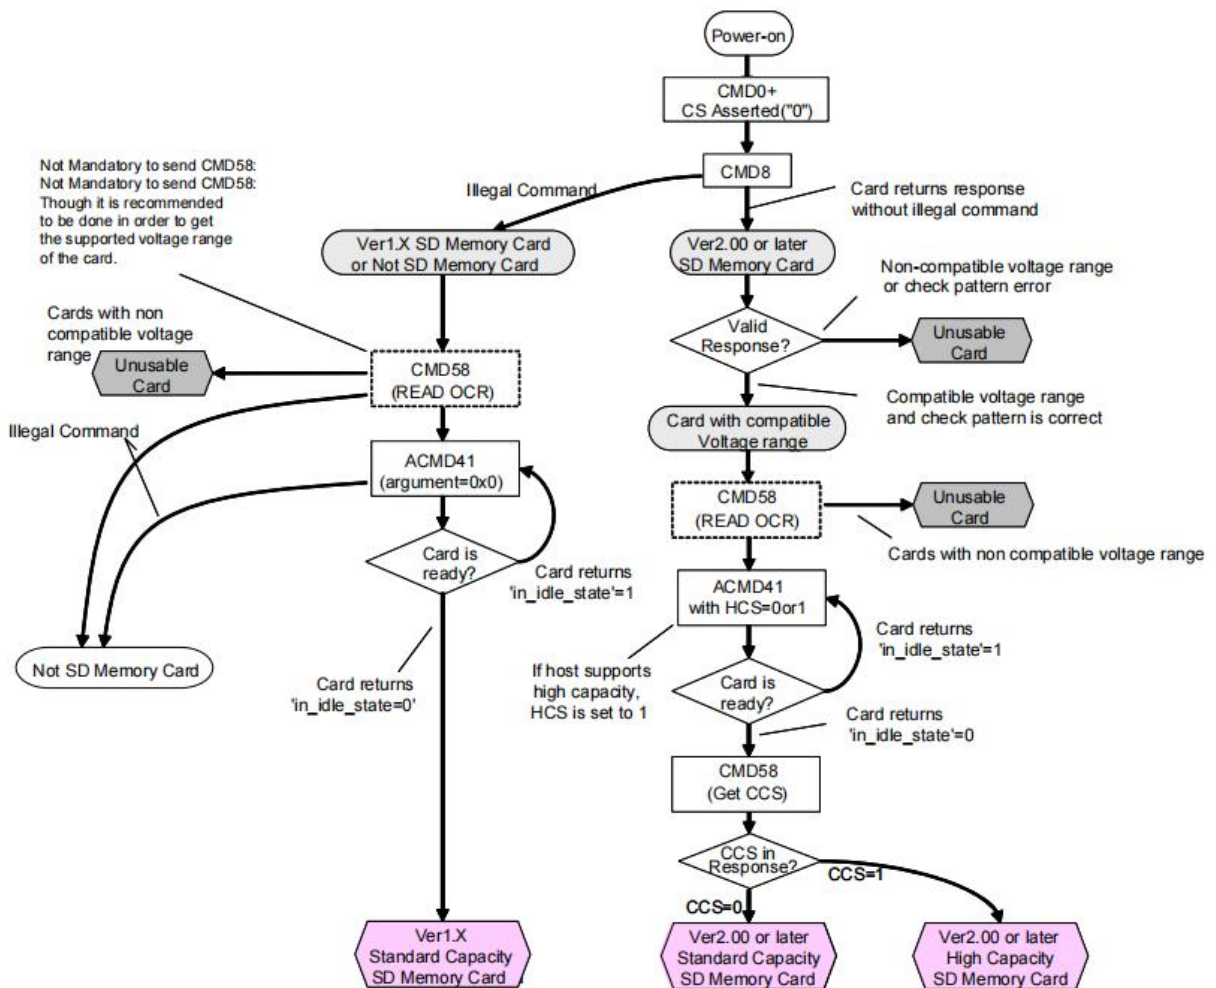 Power-on
CMD0+
CS Asserted("0")
Not Mandatory to send CMD58:
Not Mandatory to send CMD58:
Though it is recommended
to be done in order to get
the supported voltage range
of the card.
CMD8
Illegal Command
Card returns response
without illegal command
Ver1.X SD Memory Card
or Not SD Memory Card
Ver2.00 or later
SD Memory Card
Non-compatible voltage range
or check pattern error
Cards with non
compatible voltage
range
Unusable
Card
CMD58
(READ OCR)
Valid
Response?
Unusable
Card
Compatible voltage range
and check pattern is correct
Card with compatible
Voltage range
Illegal Command
ACMD41
(argument=0x0)
CMD58
(READ OCR)
Unusable
Card
Cards with non compatible voltage range
Card is
ready?
Card returns
'in_idle_state'=1
ACMD41
with HCS=0or1
Card returns
'in_idle_state'=1
Not SD Memory Card
Card returns
'in_idle_state=0'
If host supports
high capacity,
HCS is set to 1
Card is
ready?
Card returns
'in_idle_state'=0
CMD58
(Get CCS)
CCS in
Response?
CCS=1
CCS=0
Ver1.X
Standard Capacity
SD Memory Card
Ver2.00 or later
Standard Capacity
SD Memory Card
Ver2.00 or later
High Capacity
SD Memory Card